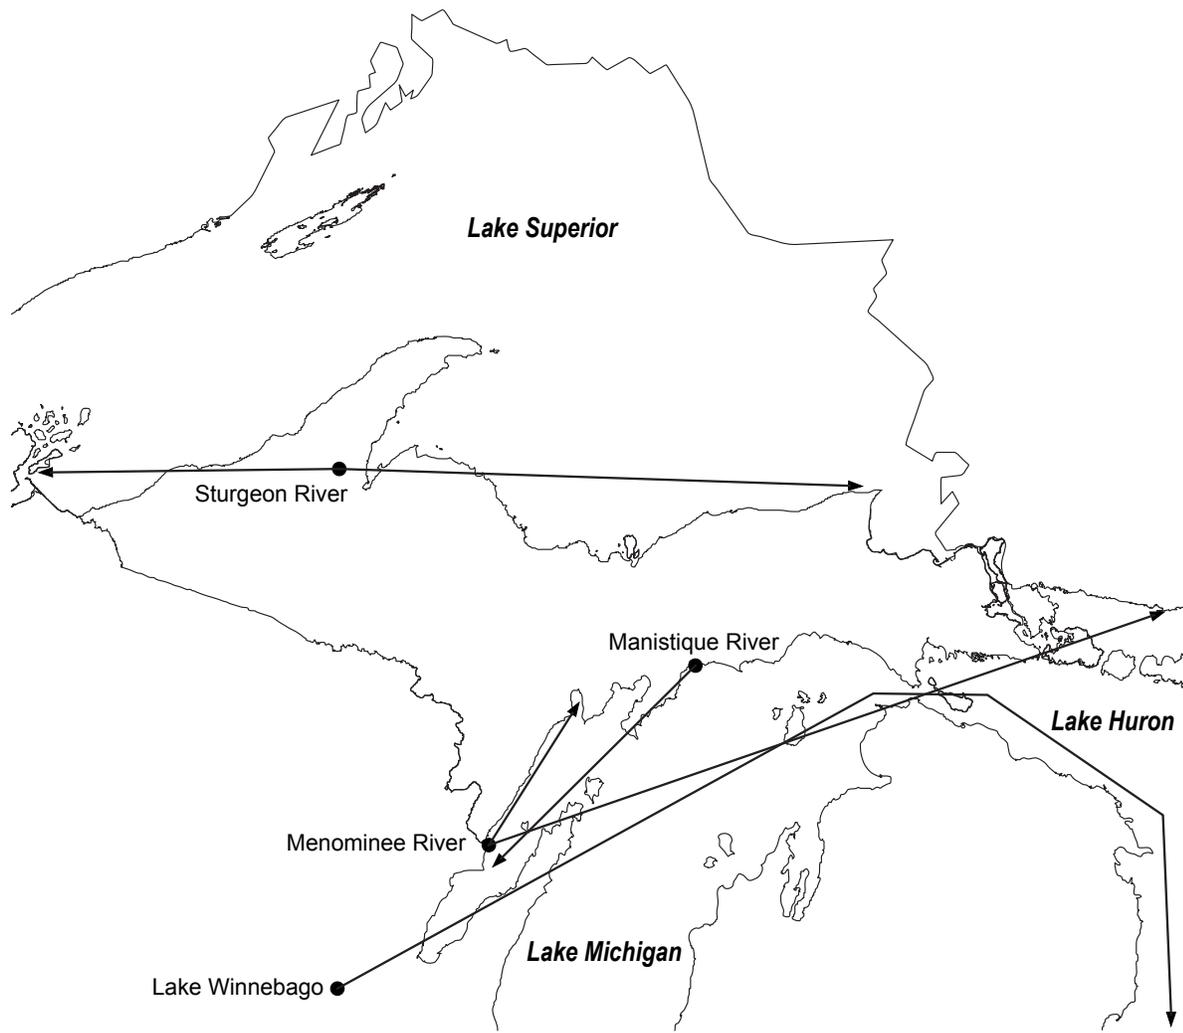 Lake Superior
Sturgeon River
Manistique River
Lake Huron
Menominee River
Lake Michigan
Lake Winnebago